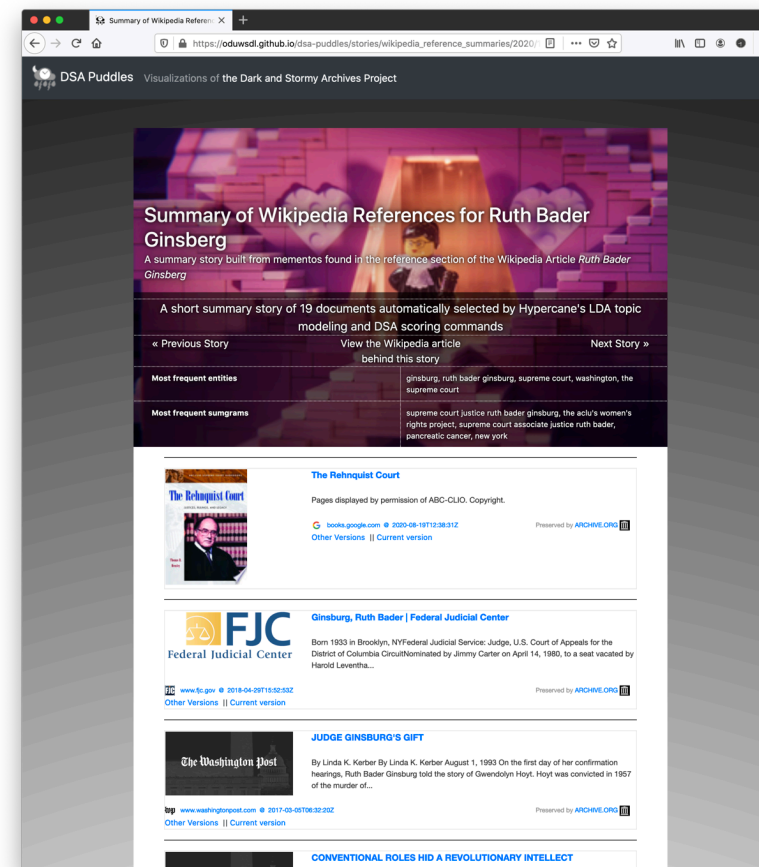 Summary of Wikipedia Referenc
https://oduwsdl.github.io/dsa-puddles/stories/wikipedia_reference_summaries/2020/
DSA Puddles Visualizations of the Dark and Stormy Archives Project
Summary of Wikipedia References for Ruth Bader
Ginsberg
A summary story built from mementos found in the reference section of the Wikipedia Article Ruth Bader
Ginsberg
A short summary story of 19 documents automatically selected by Hypercane's LDA topic
modeling and DSA scoring commands
« Previous Story View the Wikipedia article Next Story »
behind this story
Most frequent entities ginsburg, ruth bader ginsburg, supreme court, washington, the
supreme court
Most frequent sumgrams supreme court justice ruth bader ginsburg, the aclu's women's
rights project, supreme court associate justice ruth bader,
pancreatic cancer, new york
The Rehnquist Court
The Rehnquist Court
Pages displayed by permission of ABC-CLIO. Copyright.
books.google.com @ 2020-08-19T12:38:31Z Preserved by ARCHIVE.ORG
Other Versions || Current version
FJC
Federal Judicial Center
Ginsburg, Ruth Bader | Federal Judicial Center
Born 1933 in Brooklyn, NYFederal Judicial Service: Judge, U.S. Court of Appeals for the
District of Columbia CircuitNominated by Jimmy Carter on April 14, 1980, to a seat vacated by
Harold Leventha...
FJC www.fjc.gov @ 2018-04-29T15:52:53Z Preserved by ARCHIVE.ORG
Other Versions || Current version
The Washington Post
JUDGE GINSBURG'S GIFT
By Linda K. Kerber By Linda K. Kerber August 1, 1993 On the first day of her confirmation
hearings, Ruth Bader Ginsburg told the story of Gwendolyn Hoyt. Hoyt was convicted in 1957
of the murder of...
wp www.washingtonpost.com @ 2017-03-05T06:32:20Z Preserved by ARCHIVE.ORG
Other Versions || Current version
CONVENTIONAL ROLES HID A REVOLUTIONARY INTELLECT